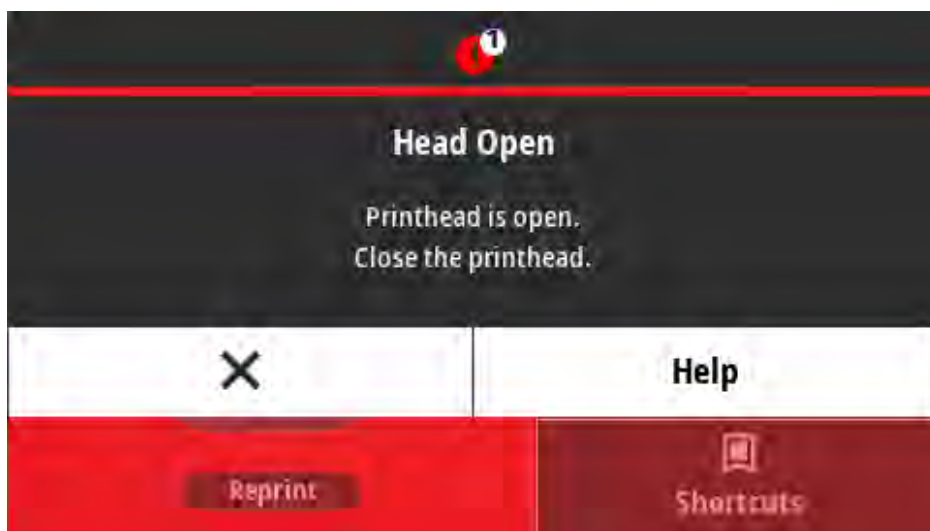 1
Head Open
Printhead is open.
Close the printhead.
Help
Reprint
Shortcuts